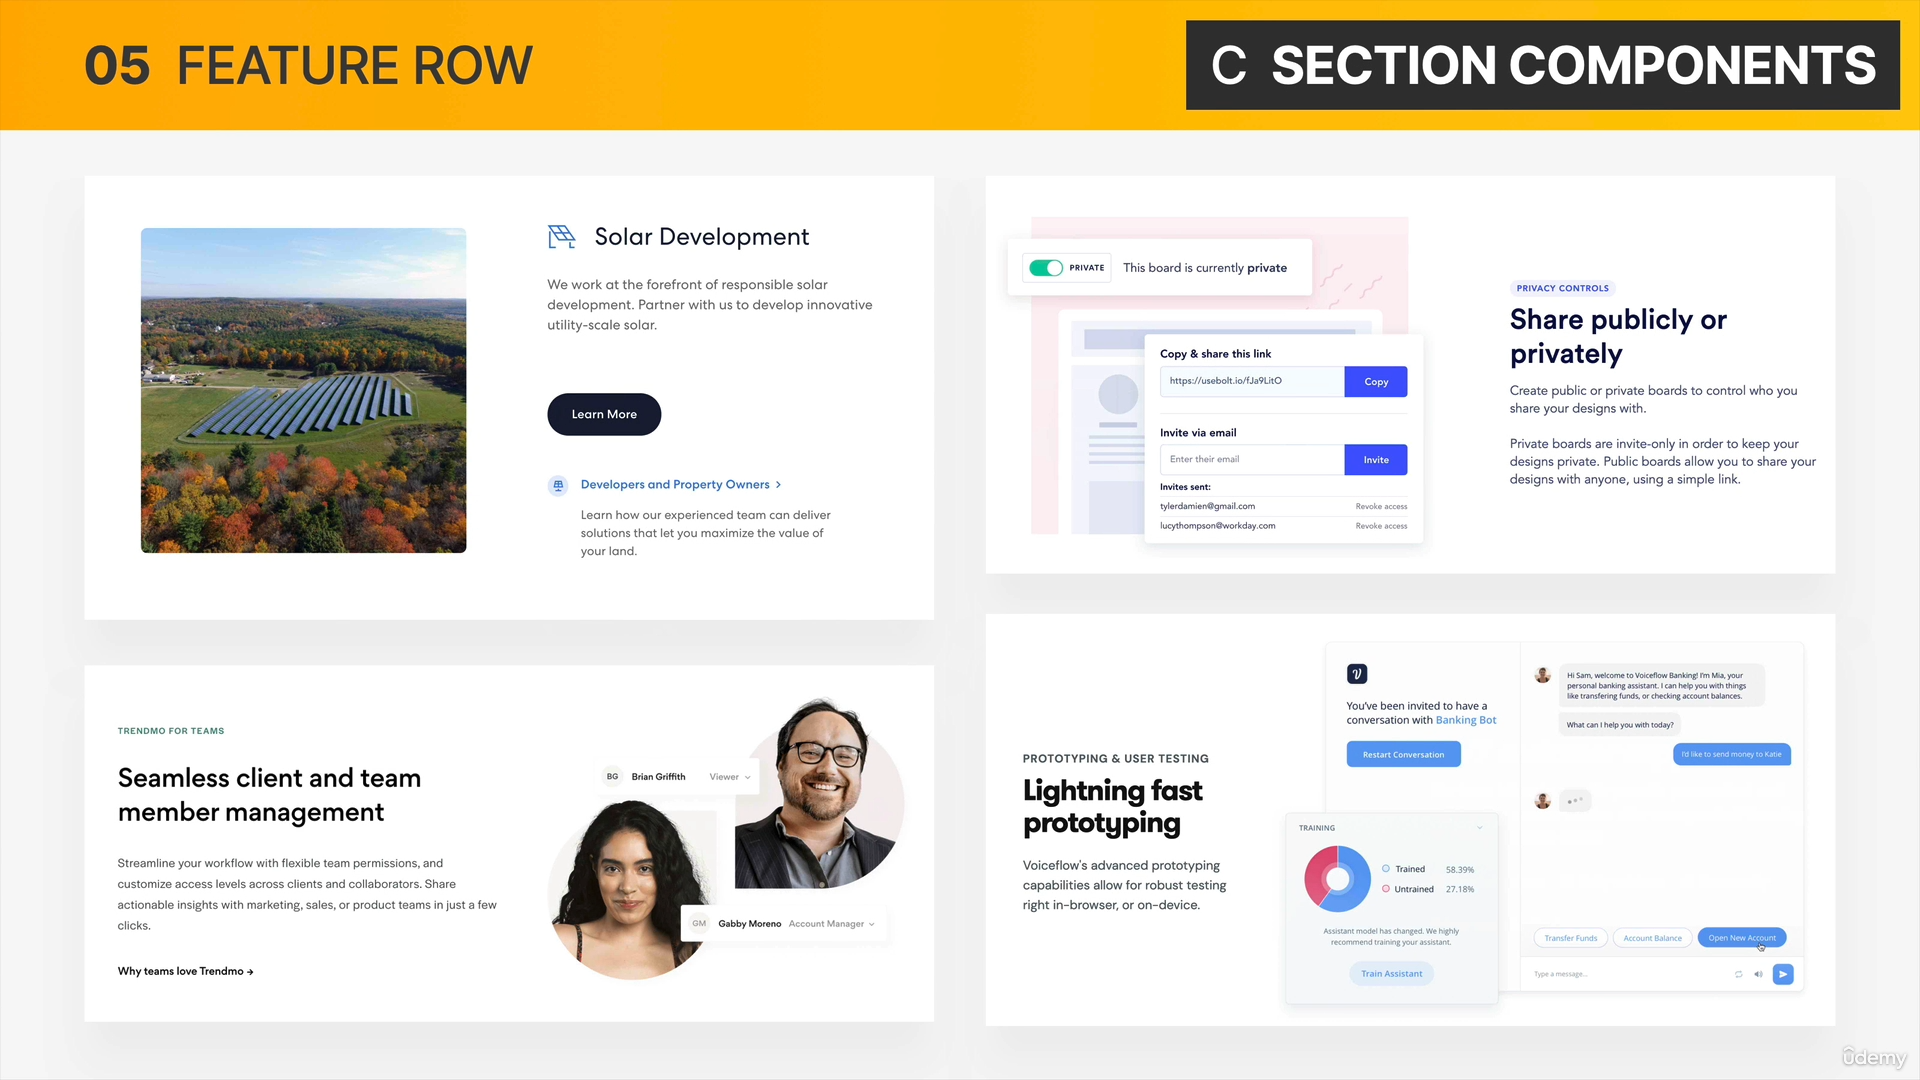 05 FEATURE ROW
C SECTION COMPONENTS
Solar Development
We work at the forefront of responsible solar
development. Partner with us to develop innovative
utility-scale solar.
Learn More
Developers and Property Owners >
Learn how our experienced team can deliver
solutions that let you maximize the value of
your land.
PRIVATE
This board is currently private
Copy & share this link
https://usebolt.io/fJa9LitO
Copy
Invite via email
Enter their email
Invite
Invites sent:
tylerdamien@gmail.com Revoke access
lucythompson@workday.com Revoke access
PRIVACY CONTROLS
Share publicly or
privately
Create public or private boards to control who you
share your designs with.
Private boards are invite-only in order to keep your
designs private. Public boards allow you to share your
designs with anyone, using a simple link.
TRENDMO FOR TEAMS
Seamless client and team
member management
Streamline your workflow with flexible team permissions, and
customize access levels across clients and collaborators. Share
actionable insights with marketing, sales, or product teams in just a few
clicks.
Why teams love Trendmo →
BG Brian Griffith Viewer
GM Gabby Moreno Account Manager
PROTOTYPING & USER TESTING
Lightning fast
prototyping
Voiceflow's advanced prototyping
capabilities allow for robust testing
right in-browser, or on-device.
V
You've been invited to have a
conversation with Banking Bot
Restart Conversation
TRAINING
Trained 58.39%
Untrained 27.18%
Assistant model has changed. We highly
recommend training your assistant.
Train Assistant
Hi Sam, welcome to Voiceflow Banking! I'm Mia, your
personal banking assistant. I can help you with things
like transfering funds, or checking account balances.
What can I help you with today?
I'd like to send money to Katie
Transfer Funds
Account Balance
Open New Account
Type a message...
ûdemy